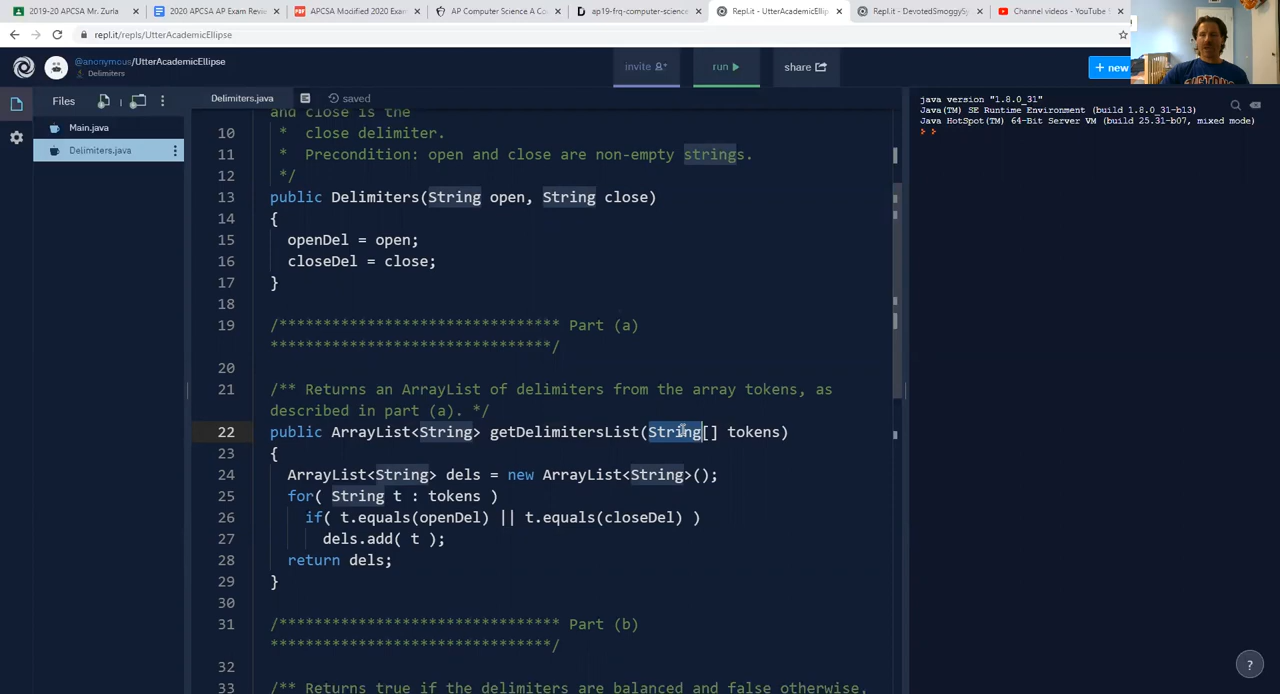 2019-20 APCSA Mr. Zurla
2020 APCSA AP Exam Revie
APCSA Modified 2020 Exam
AP Computer Science A Co
ap19-frq-computer-science
Repl.it - UtterAcademicEllipse
Repl.it - DevotedSmoggySy
Channel videos - YouTube S
repl.it/repls/UtterAcademicEllipse
@anonymous/UtterAcademicEllipse
Delimiters
invite
run
share
+ new
Files
Delimiters.java
saved
Main.java
Delimiters.java
and close is the
10 * close delimiter.
11 * Precondition: open and close are non-empty strings.
12 */
13 public Delimiters(String open, String close)
14 {
15 openDel = open;
16 closeDel = close;
17 }
18
19 /******************************** Part (a)
********************************/
20
21 /** Returns an ArrayList of delimiters from the array tokens, as
described in part (a). */
22 public ArrayList<String> getDelimitersList(String[] tokens)
23 {
24 ArrayList<String> dels = new ArrayList<String>();
25 for( String t : tokens )
26 if( t.equals(openDel) || t.equals(closeDel) )
27 dels.add( t );
28 return dels;
29 }
30
31 /******************************** Part (b)
********************************/
32
33 /** Returns true if the delimiters are balanced and false otherwise,
java version "1.8.0_31"
Java(TM) SE Runtime Environment (build 1.8.0_31-b13)
Java HotSpot(TM) 64-Bit Server VM (build 25.31-b07, mixed mode)
> >
?